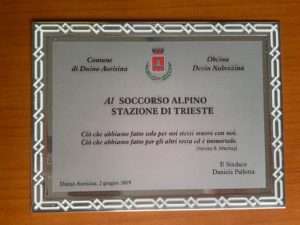 Comune
di Duino Aurisina
Občina
Devin Nabrežina
Al SOCCORSO ALPINO
STAZIONE DI TRIESTE
Ciò che abbiamo fatto solo per noi stessi muore con noi.
Ciò che abbiamo fatto per gli altri resta ed è immortale.
(Harvey B. Mackay)
Il Sindaco
Daniela Pallotta
Duino Aurisina, 2 giugno 2019